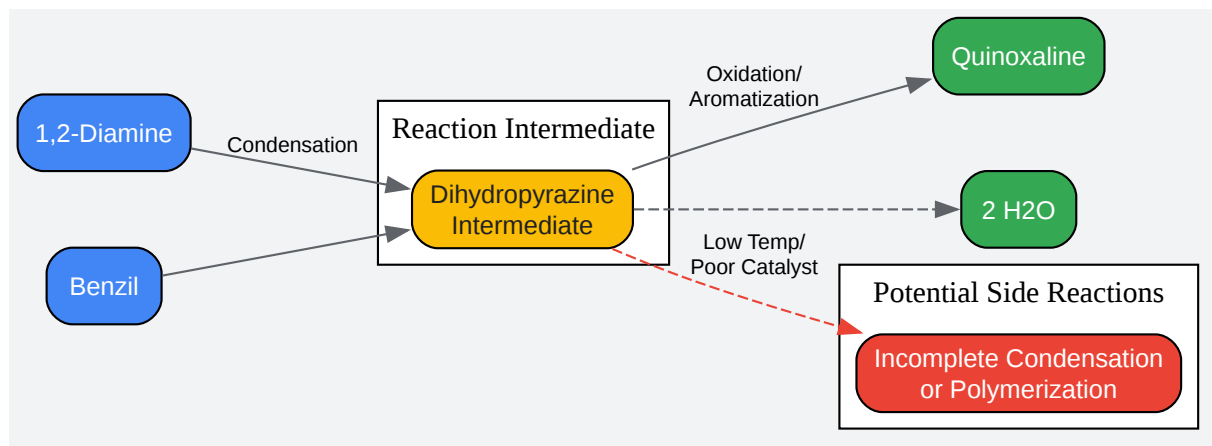 Quinoxaline
Oxidation/
Aromatization
1,2-Diamine
Condensation
Reaction Intermediate
Dihydropyrazine
Intermediate
2 H2O
Benzil
Low Temp/
Poor Catalyst
Potential Side Reactions
Incomplete Condensation
or Polymerization